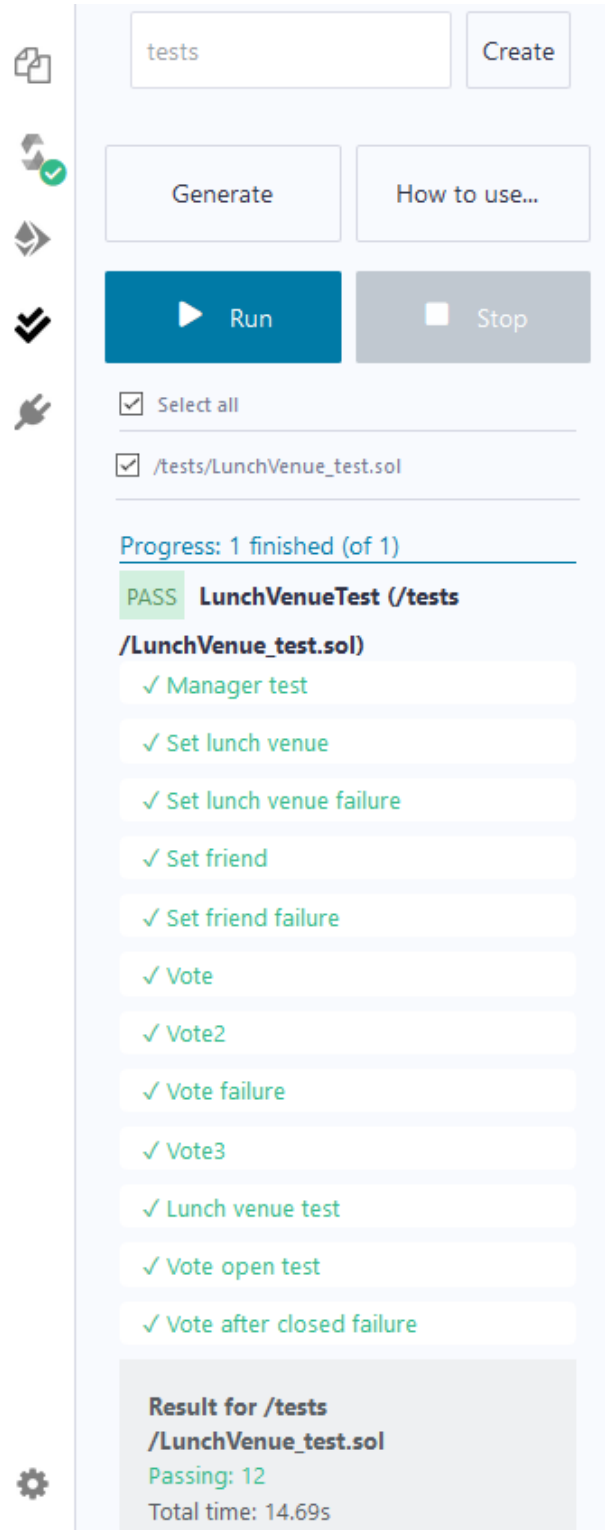 tests
Create
Generate
How to use...
Run
Stop
Select all
/tests/LunchVenue_test.sol
Progress: 1 finished (of 1)
PASS LunchVenueTest (/tests
/LunchVenue_test.sol)
✓ Manager test
✓ Set lunch venue
✓ Set lunch venue failure
✓ Set friend
✓ Set friend failure
✓ Vote
✓ Vote2
✓ Vote failure
✓ Vote3
✓ Lunch venue test
✓ Vote open test
✓ Vote after closed failure
Result for /tests
/LunchVenue_test.sol
Passing: 12
Total time: 14.69s